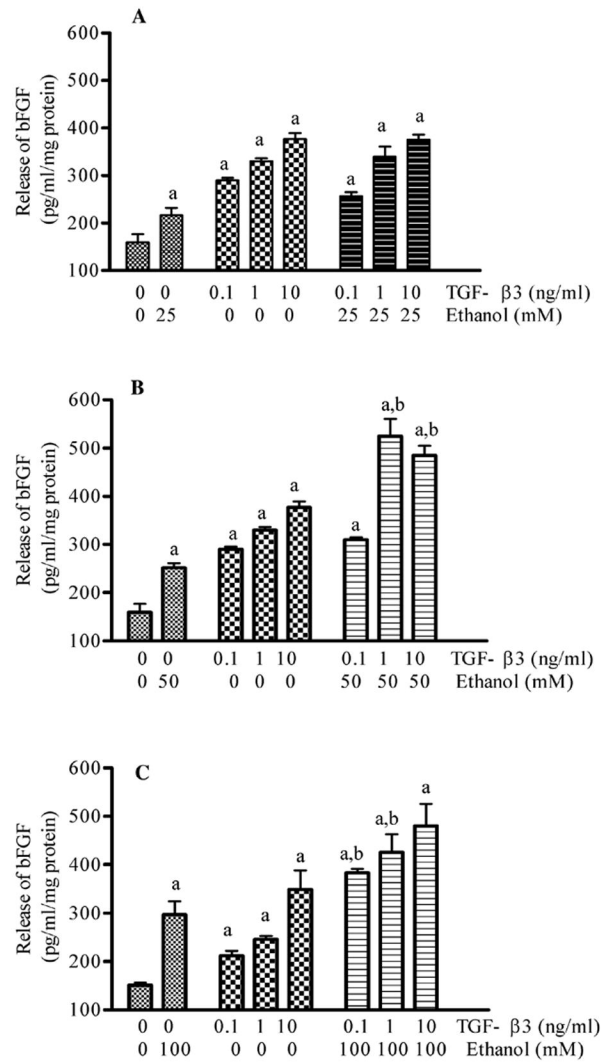 A
Release of bFGF
(pg/ml/mg protein)
600
500
400
300
200
100
a
a
a
a
a
a
a
0 0 0.1 1 10 0.1 1 10 TGF- β3 (ng/ml)
0 25 0 0 0 25 25 25 Ethanol (mM)
B
Release of bFGF
(pg/ml/mg protein)
600
500
400
300
200
100
a
a
a
a
a
a,b
a,b
0 0 0.1 1 10 0.1 1 10 TGF- β3 (ng/ml)
0 50 0 0 0 50 50 50 Ethanol (mM)
C
Release of bFGF
(pg/ml/mg protein)
600
500
400
300
200
100
a
a
a
a
a,b
a,b
a
0 0 0.1 1 10 0.1 1 10 TGF- β3 (ng/ml)
0 100 0 0 0 100 100 100 Ethanol (mM)